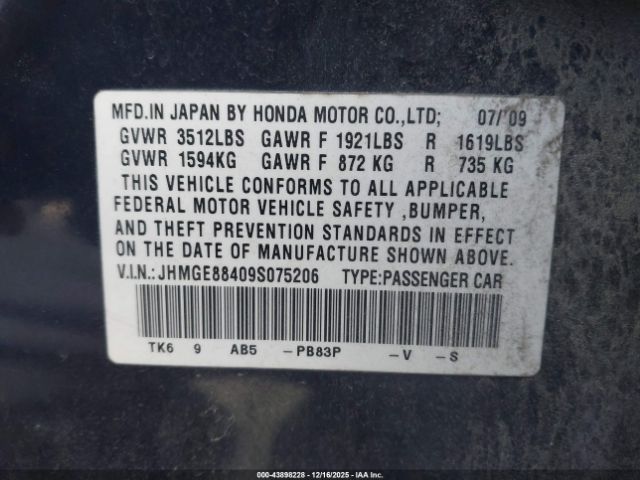 MFD.IN JAPAN BY HONDA MOTOR CO.,LTD; 07/'09
GVWR 3512LBS GAWR F 1921LBS R 1619LBS
GVWR 1594KG GAWR F 872 KG R 735 KG
THIS VEHICLE CONFORMS TO ALL APPLICABLE
FEDERAL MOTOR VEHICLE SAFETY ,BUMPER,
AND THEFT PREVENTION STANDARDS IN EFFECT
ON THE DATE OF MANUFACTURE SHOWN ABOVE.
V.I.N.:JHMGE88409S075206 TYPE:PASSENGER CAR
TK6 9 AB5 -PB83P -V -S
000-43898228 - 12/16/2025 - IAAI, Inc.